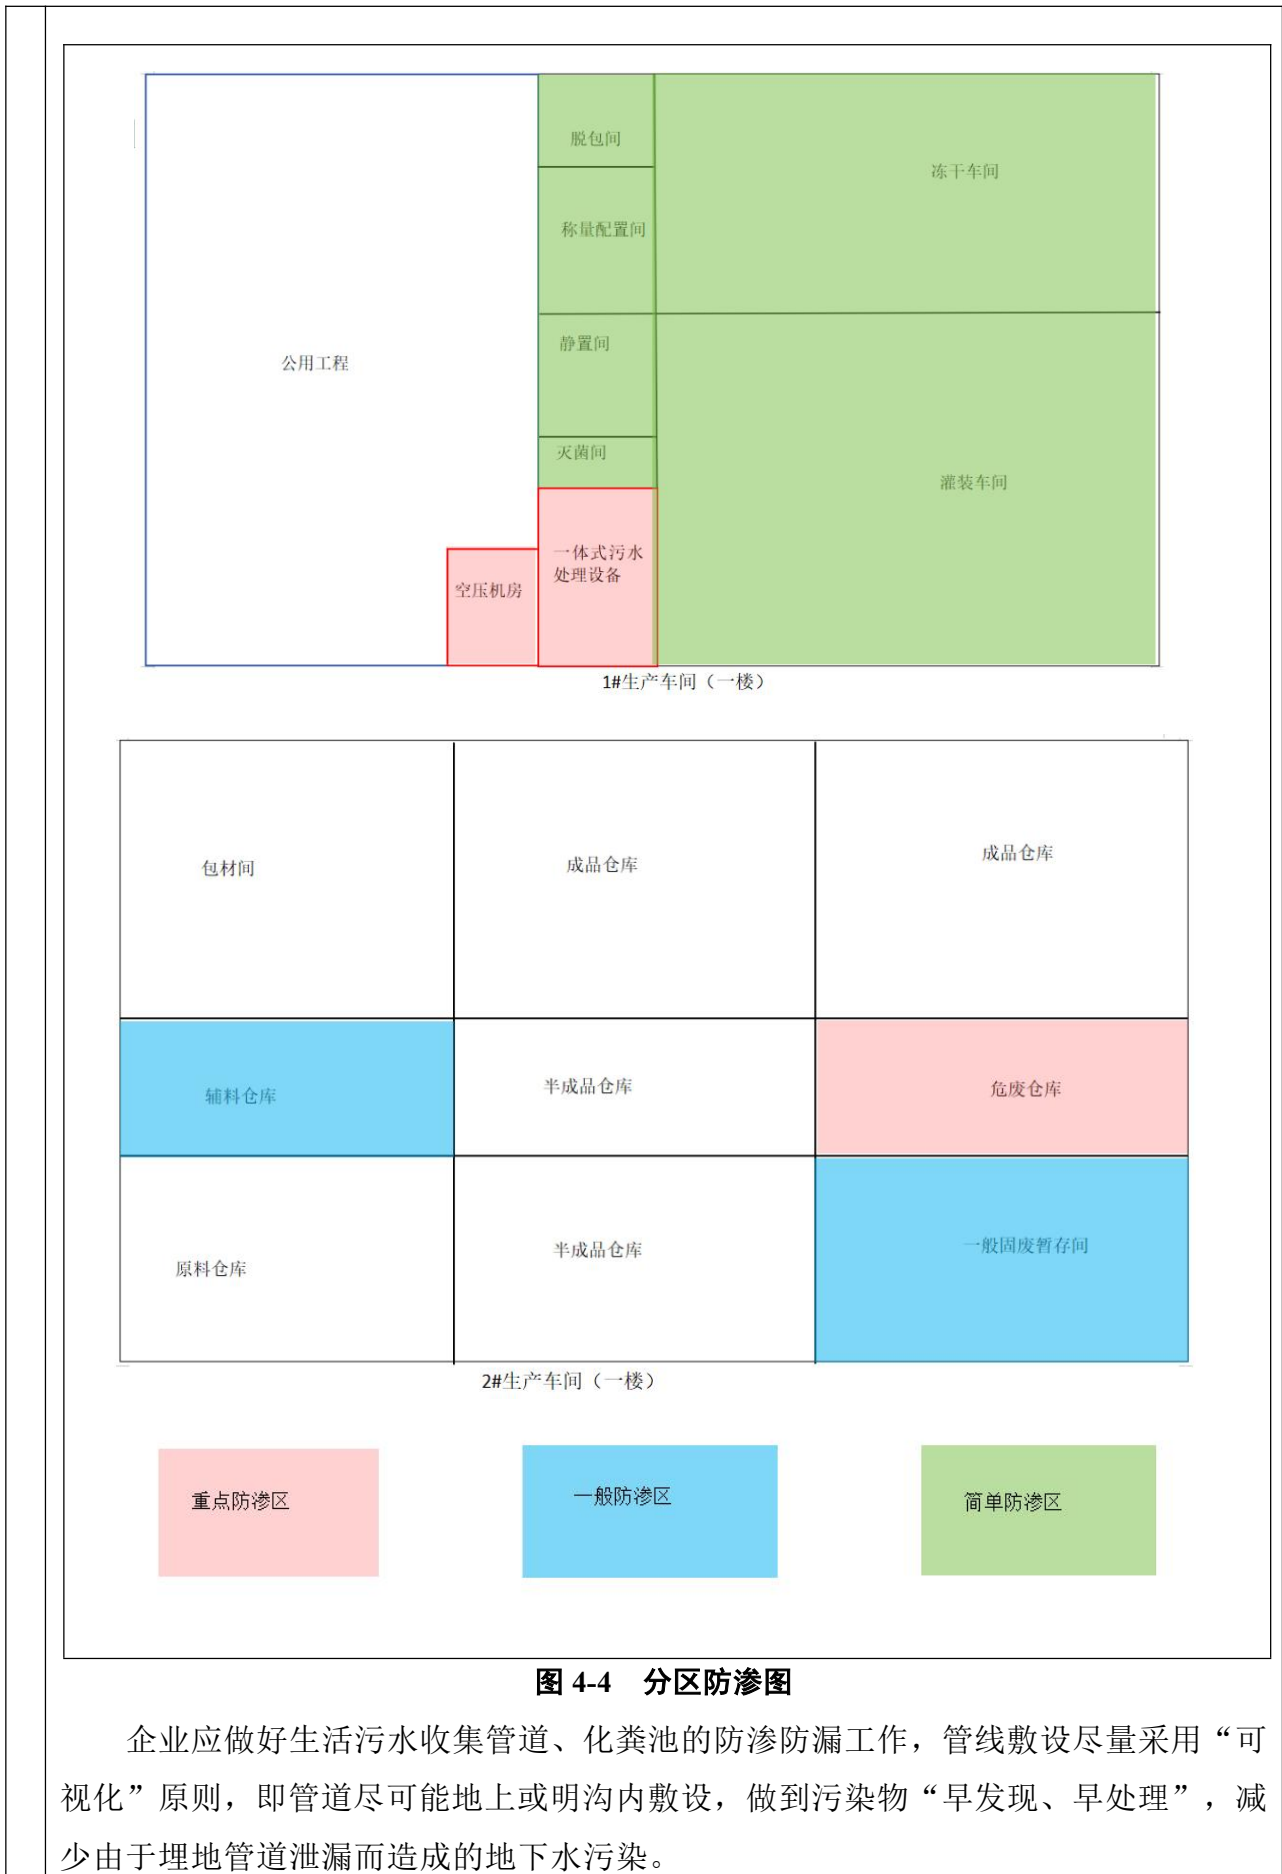 脱包间
冻干车间
称量配置间
静置间
公用工程
灭菌间
灌装车间
一体式污水
处理设备
空压机房
1#生产车间（一楼）
包材间
成品仓库
成品仓库
辅料仓库
半成品仓库
危废仓库
原料仓库
半成品仓库
一般固废暂存间
2#生产车间（一楼）
重点防渗区
一般防渗区
简单防渗区
图 4-4 分区防渗图
企业应做好生活污水收集管道、化粪池的防渗防漏工作，管线敷设尽量采用“可
视化”原则，即管道尽可能地上或明沟内敷设，做到污染物“早发现、早处理”，减
少由于埋地管道泄漏而造成的地下水污染。